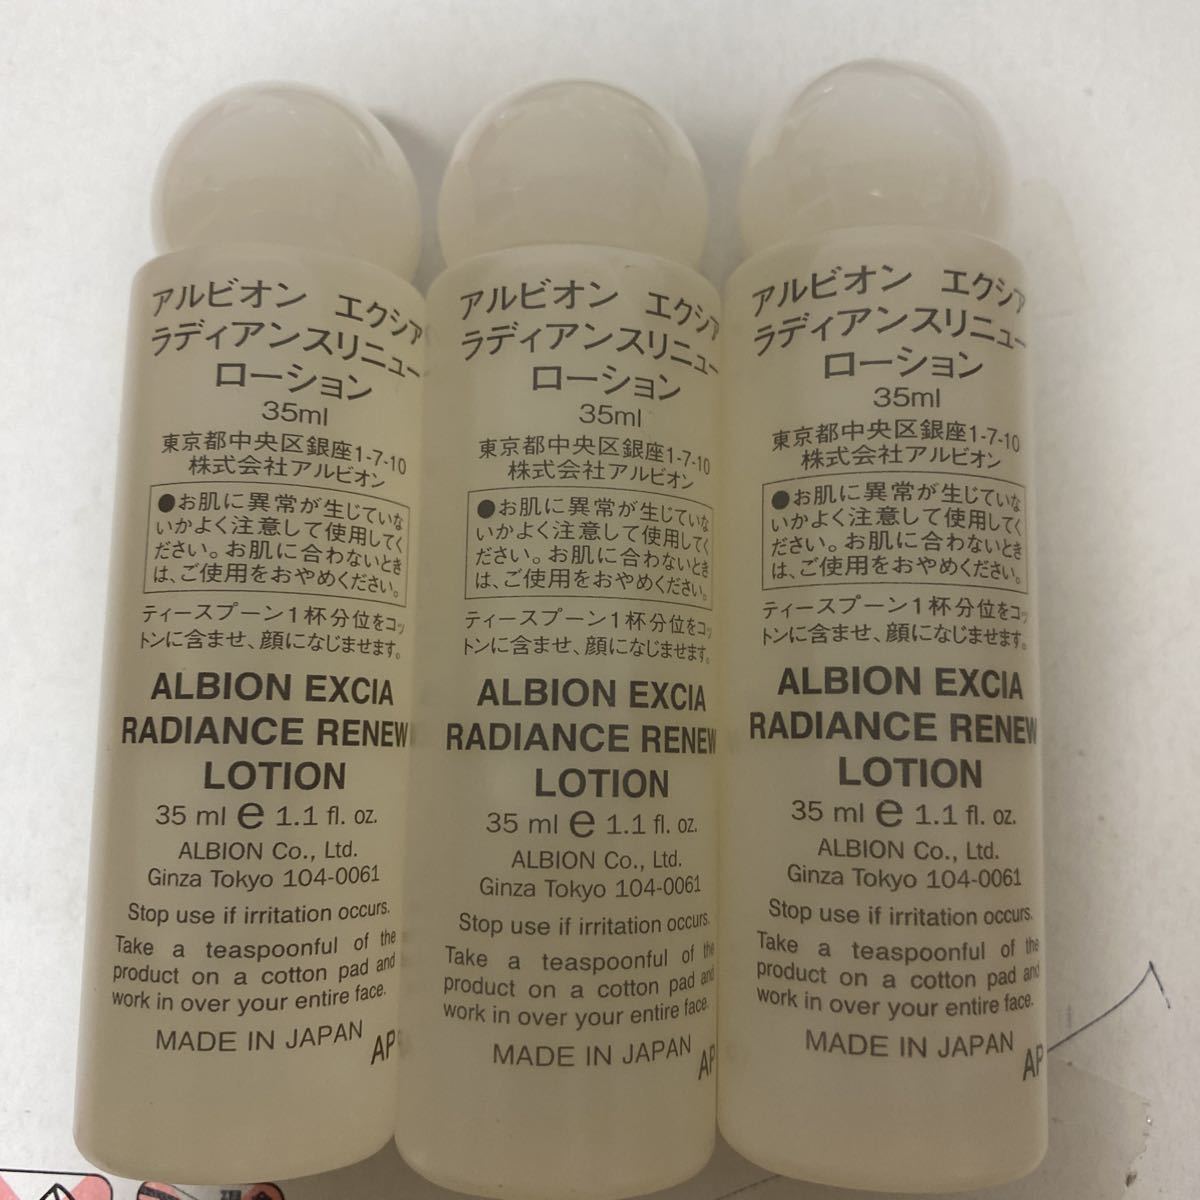 アルビオン エクシア
ラディアンスリニュー
ローション
35ml
東京都中央区銀座1-7-10
株式会社アルビオン
●お肌に異常が生じていな
いかよく注意して使用してく
ださい。お肌に合わないとき
は、ご使用をおやめください。
ティースプーン1杯分位をコッ
トンに含ませ、顔になじませます。
ALBION EXCIA
RADIANCE RENEW
LOTION
35 ml e 1.1 fl. oz.
ALBION Co., Ltd.
Ginza Tokyo 104-0061
Stop use if irritation occurs.
Take a teaspoonful of the
product on a cotton pad and
work in over your entire face.
MADE IN JAPAN
AP
アルビオン エクシア
ラディアンスリニュー
ローション
35ml
東京都中央区銀座1-7-10
株式会社アルビオン
●お肌に異常が生じていな
いかよく注意して使用してく
ださい。お肌に合わないとき
は、ご使用をおやめください。
ティースプーン1杯分位をコッ
トンに含ませ、顔になじませます。
ALBION EXCIA
RADIANCE RENEW
LOTION
35 ml e 1.1 fl. oz.
ALBION Co., Ltd.
Ginza Tokyo 104-0061
Stop use if irritation occurs.
Take a teaspoonful of the
product on a cotton pad and
work in over your entire face.
MADE IN JAPAN
AP
アルビオン エクシア
ラディアンスリニュー
ローション
35ml
東京都中央区銀座1-7-10
株式会社アルビオン
●お肌に異常が生じていな
いかよく注意して使用してく
ださい。お肌に合わないとき
は、ご使用をおやめください。
ティースプーン1杯分位をコッ
トンに含ませ、顔になじませます。
ALBION EXCIA
RADIANCE RENEW
LOTION
35 ml e 1.1 fl. oz.
ALBION Co., Ltd.
Ginza Tokyo 104-0061
Stop use if irritation occurs.
Take a teaspoonful of the
product on a cotton pad and
work in over your entire face.
MADE IN JAPAN
AP